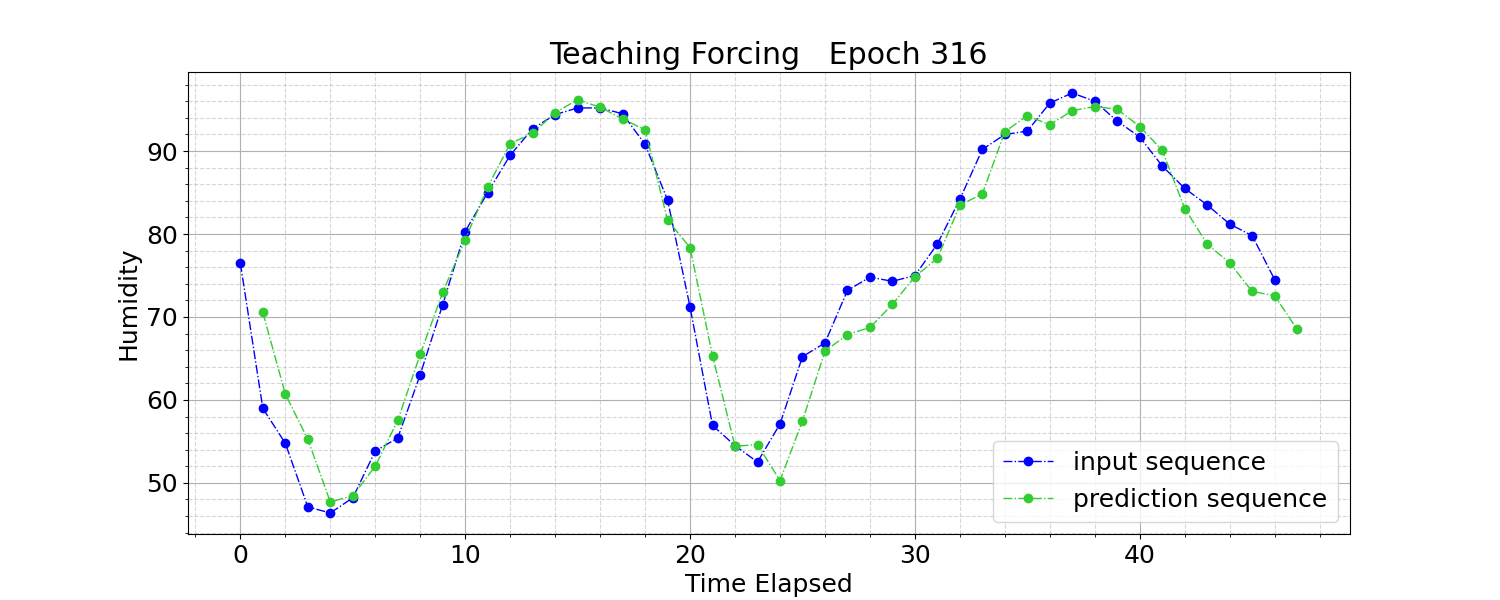 Teaching Forcing   Epoch 316
Humidity
90
80
70
60
50
input sequence
prediction sequence
0 10 20 30 40
Time Elapsed